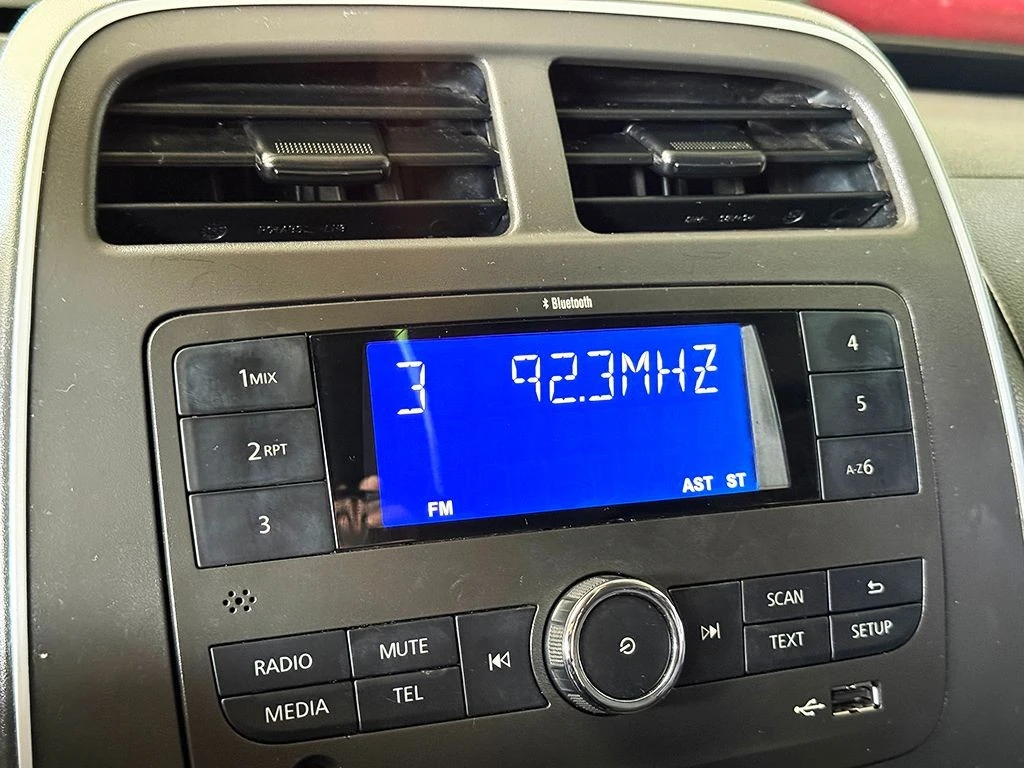 Bluetooth
1MIX
2RPT
3
3 92.3MHZ
FM AST ST
4
5
A-Z6
RADIO
MUTE
MEDIA
TEL
SCAN
TEXT
SETUP